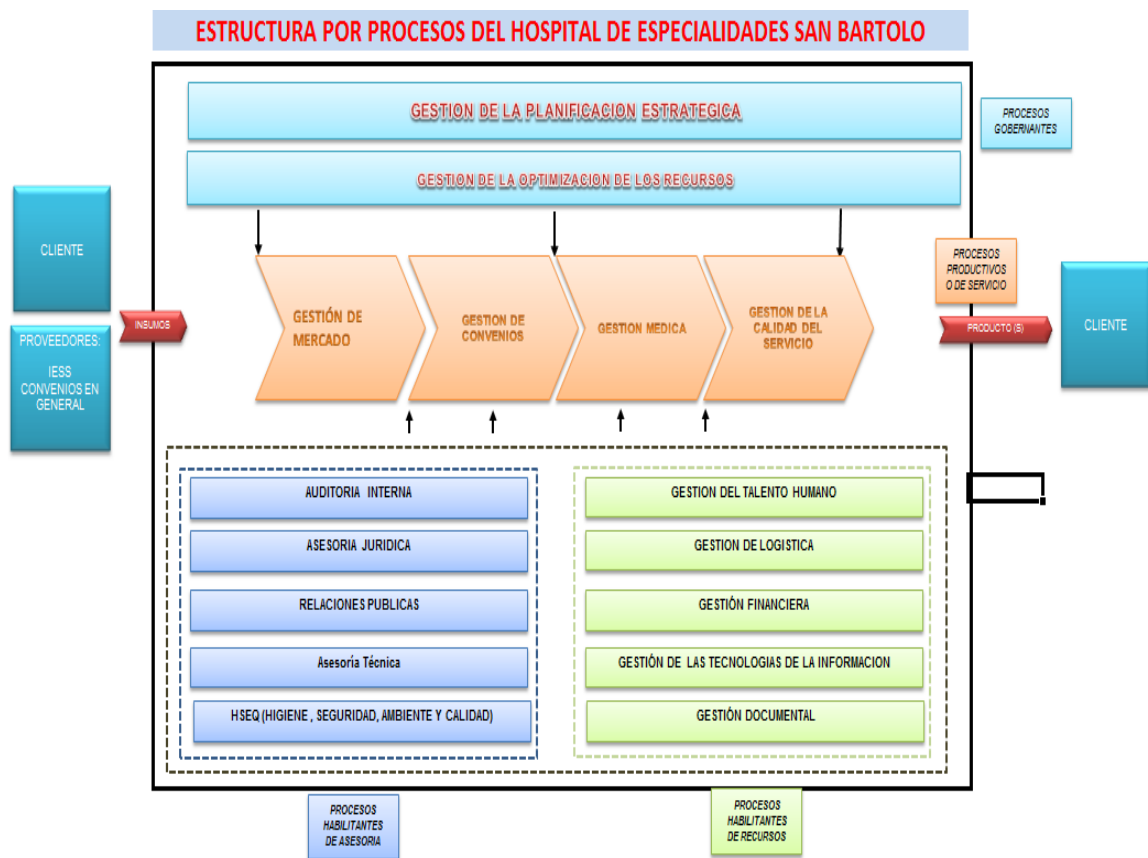 ESTRUCTURA POR PROCESOS DEL HOSPITAL DE ESPECIALIDADES SAN BARTOLO
GESTION DE LA PLANIFICACION ESTRATEGICA
PROCESOS
GOBERNANTES
GESTION DE LA OPTIMIZACION DE LOS RECURSOS
CLIENTE
PROVEEDORES:
IESS
CONVENIOS EN
GENERAL
INSUMOS
GESTIÓN DE
MERCADO
GESTION DE
CONVENIOS
GESTION MEDICA
GESTION DE LA
CALIDAD DEL
SERVICIO
PROCESOS
PRODUCTIVOS
O DE SERVICIO
PRODUCTO (S)
CLIENTE
AUDITORIA INTERNA
ASESORIA JURIDICA
RELACIONES PUBLICAS
Asesoría Técnica
HSEQ (HIGIENE , SEGURIDAD, AMBIENTE Y CALIDAD)
GESTION DEL TALENTO HUMANO
GESTION DE LOGISTICA
GESTIÓN FINANCIERA
GESTIÓN DE LAS TECNOLOGIAS DE LA INFORMACION
GESTIÓN DOCUMENTAL
PROCESOS
HABILITANTES
DE ASESORIA
PROCESOS
HABILITANTES
DE RECURSOS